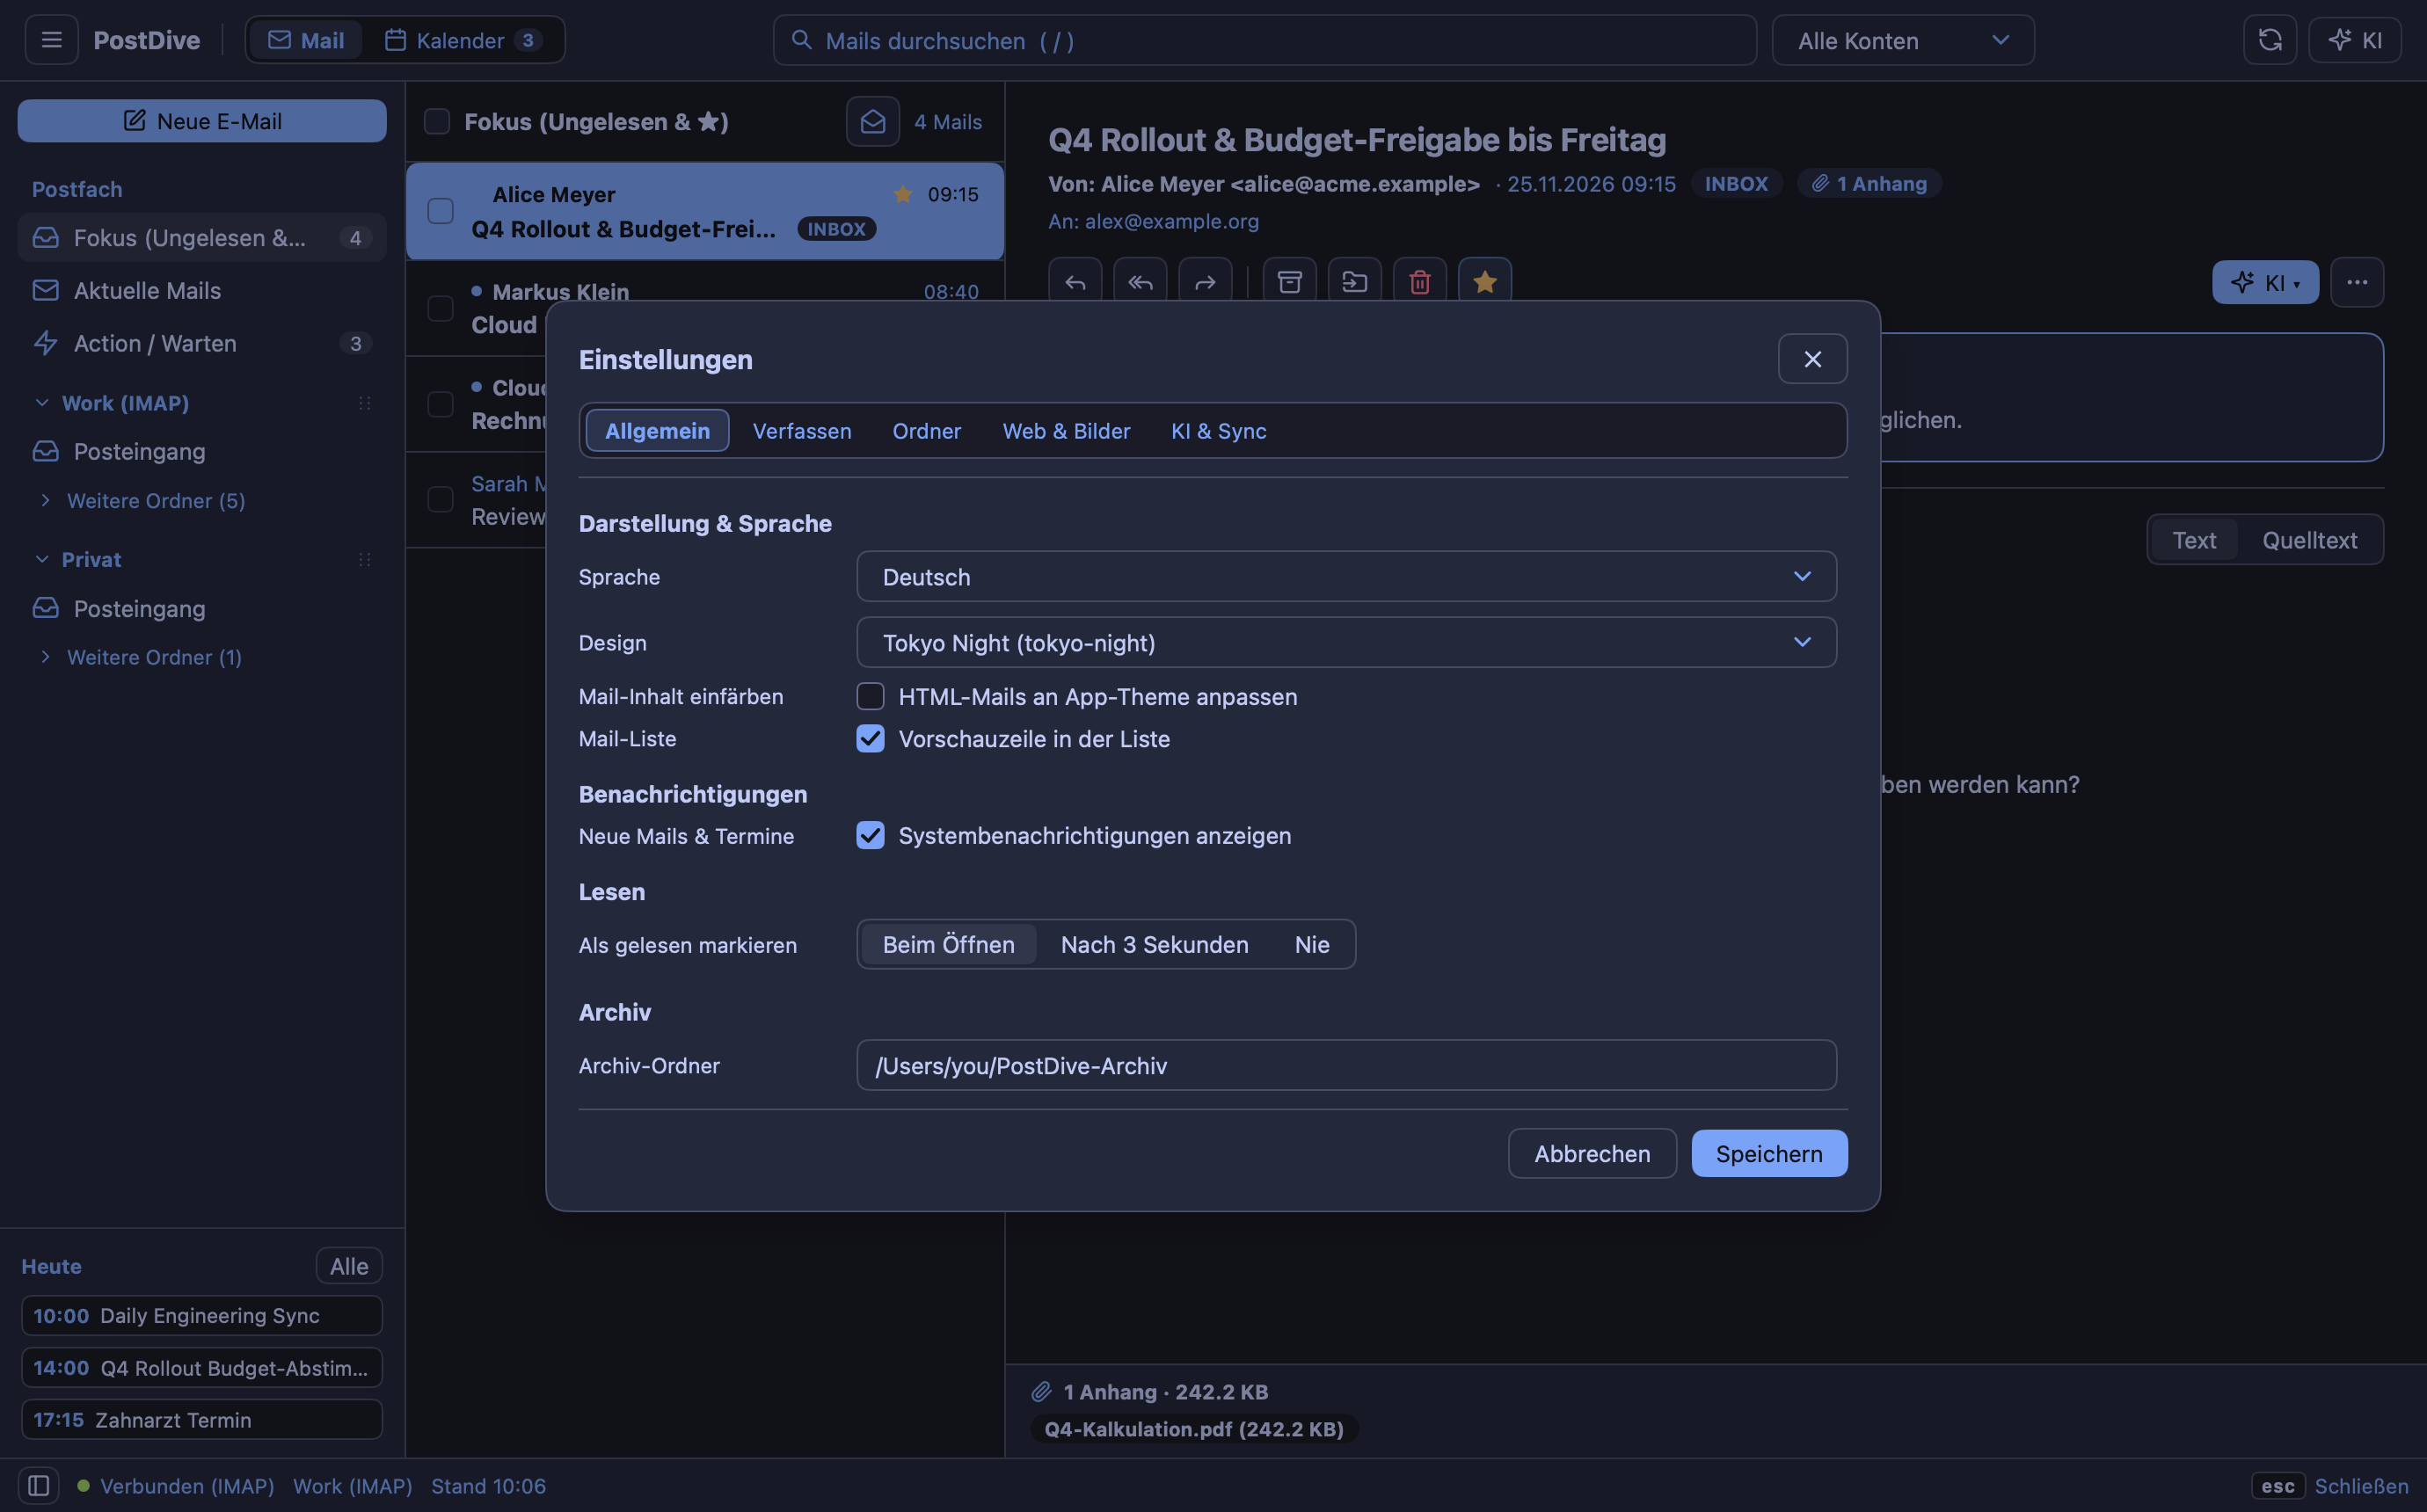 PostDive
Mail
Kalender 3
Mails durchsuchen (/)
Alle Konten
KI
Neue E-Mail
Postfach
Fokus (Ungelesen &... 4
Aktuelle Mails
Action / Warten 3
Work (IMAP)
Posteingang
Weitere Ordner (5)
Privat
Posteingang
Weitere Ordner (1)
Heute Alle
10:00 Daily Engineering Sync
14:00 Q4 Rollout Budget-Abstim...
17:15 Zahnarzt Termin
Fokus (Ungelesen & ★) 4 Mails
Alice Meyer 09:15
Q4 Rollout & Budget-Frei... INBOX
Markus Klein 08:40
Cloud
Sarah
Review
Q4 Rollout & Budget-Freigabe bis Freitag
Von: Alice Meyer <alice@acme.example> · 25.11.2026 09:15 INBOX 1 Anhang
An: alex@example.org
KI ▾
glichen.
Text Quelltext
ben werden kann?
1 Anhang · 242.2 KB
Q4-Kalkulation.pdf (242.2 KB)
Einstellungen
Allgemein Verfassen Ordner Web & Bilder KI & Sync
Darstellung & Sprache
Sprache Deutsch
Design Tokyo Night (tokyo-night)
Mail-Inhalt einfärben HTML-Mails an App-Theme anpassen
Mail-Liste Vorschauzeile in der Liste
Benachrichtigungen
Neue Mails & Termine Systembenachrichtigungen anzeigen
Lesen
Als gelesen markieren Beim Öffnen Nach 3 Sekunden Nie
Archiv
Archiv-Ordner /Users/you/PostDive-Archiv
Abbrechen Speichern
Verbunden (IMAP) Work (IMAP) Stand 10:06
esc Schließen